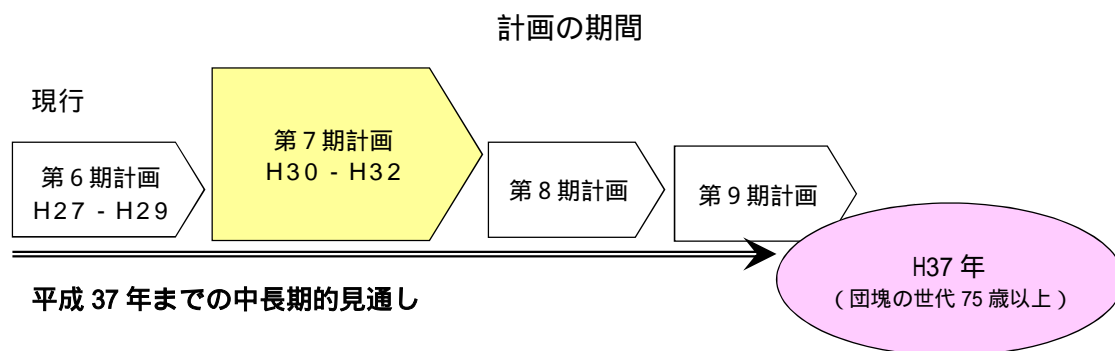 計画の期間
現行
第６期計画
H27 - H29
第７期計画
H30 - H32
第８期計画
第９期計画
平成 37 年までの中長期的見通し
H37 年
（団塊の世代 75 歳以上）